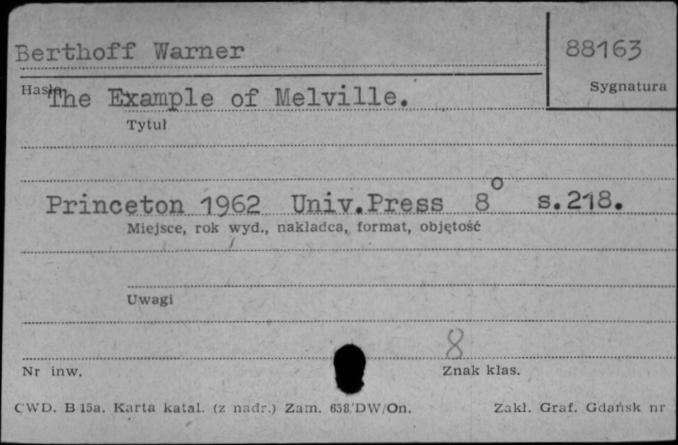 Berthoff Warner
88163
Hasło
Sygnatura
The Example of Melville.
Tytuł
Princeton 1962 Univ.Press 8° s.218.
Miejsce, rok wyd., nakładca, format, objętość
Uwagi
8
Nr inw.
Znak klas.
CWD. B 15a. Karta katal. (z nadr.) Zam. 658/DW/On.
Zakł. Graf. Gdańsk nr